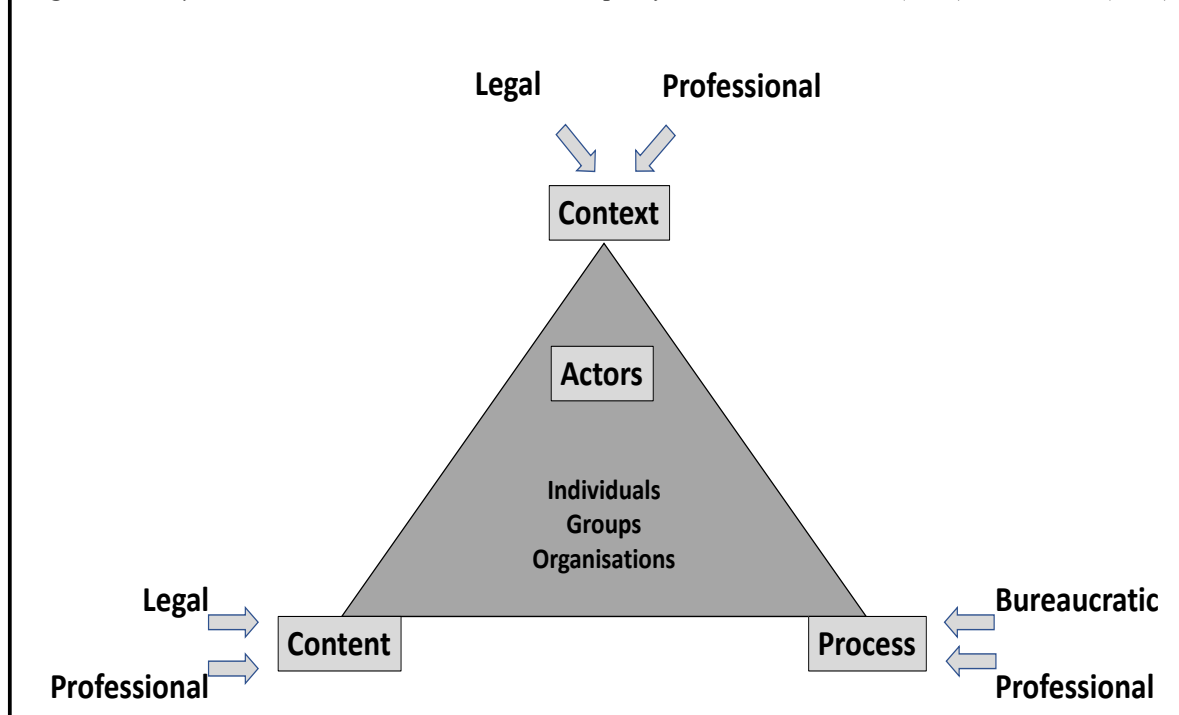 Legal Professional
Context
Actors
Individuals
Groups
Organisations
Legal
Bureaucratic
Content
Process
Professional
Professional